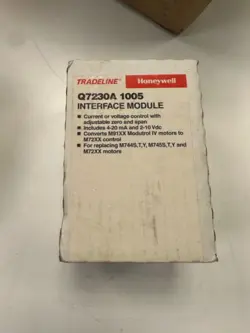 TRADELINE® Honeywell
Q7230A 1005
INTERFACE MODULE
■ Current or voltage control with
adjustable zero and span
■ Includes 4-20 mA and 2-10 Vdc
■ Converts M91XX Modutrol IV motors to
M72XX control
■ For replacing M744S,T,Y, M745S,T,Y and
M72XX motors